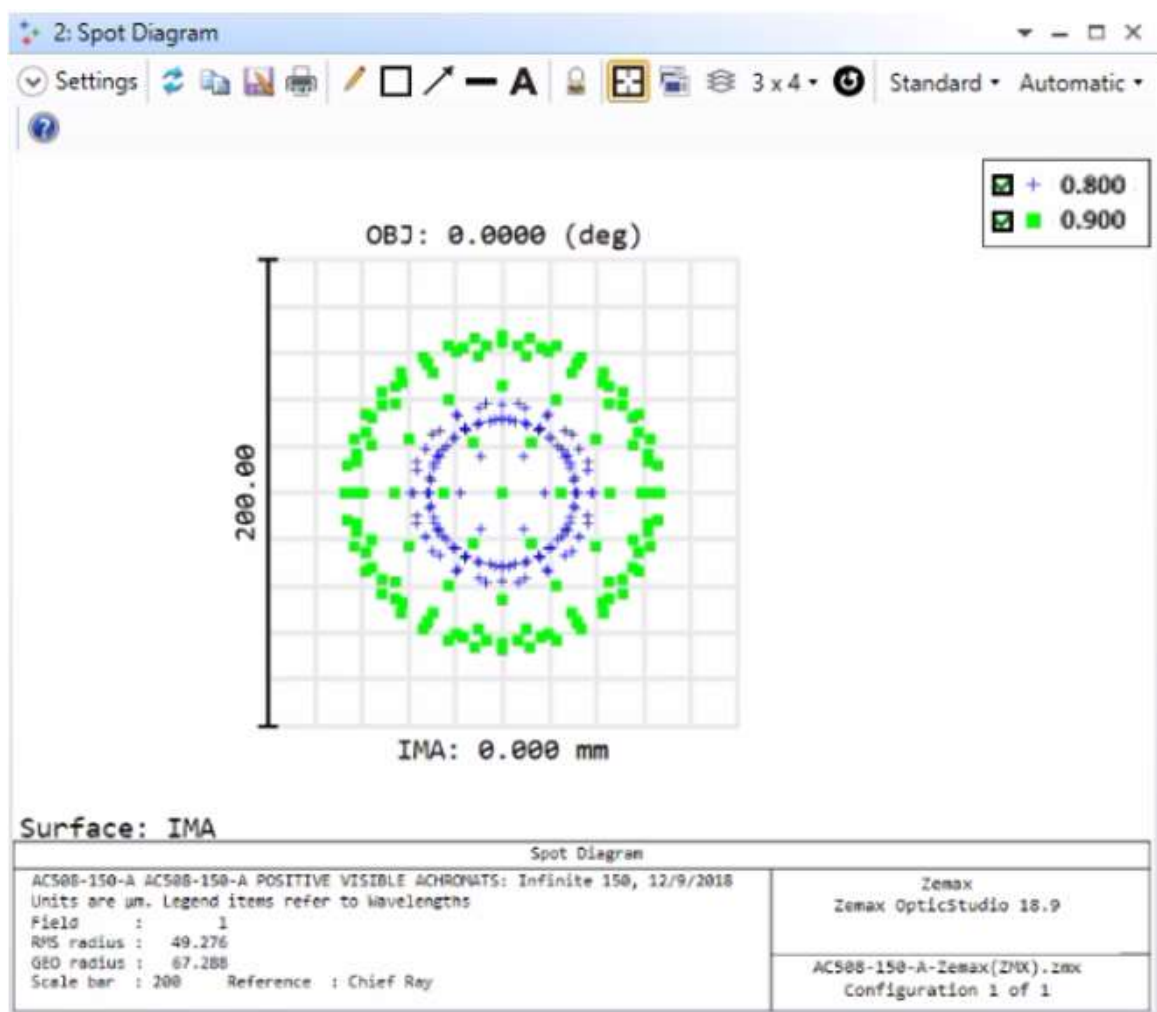 2: Spot Diagram
Settings A 3 x 4 Standard Automatic
0.800
0.900
OBJ: 0.0000 (deg)
200.00
IMA: 0.000 mm
Surface: IMA
Spot Diagram
AC508-150-A AC508-150-A POSITIVE VISIBLE ACHROMATS: Infinite 150, 12/9/2018
Units are µm. Legend items refer to Wavelengths
Field : 1
RMS radius : 49.276
GEO radius : 67.288
Scale bar : 200 Reference : Chief Ray
Zemax
Zemax OpticStudio 18.9
AC508-150-A-Zemax(ZMX).zmx
Configuration 1 of 1